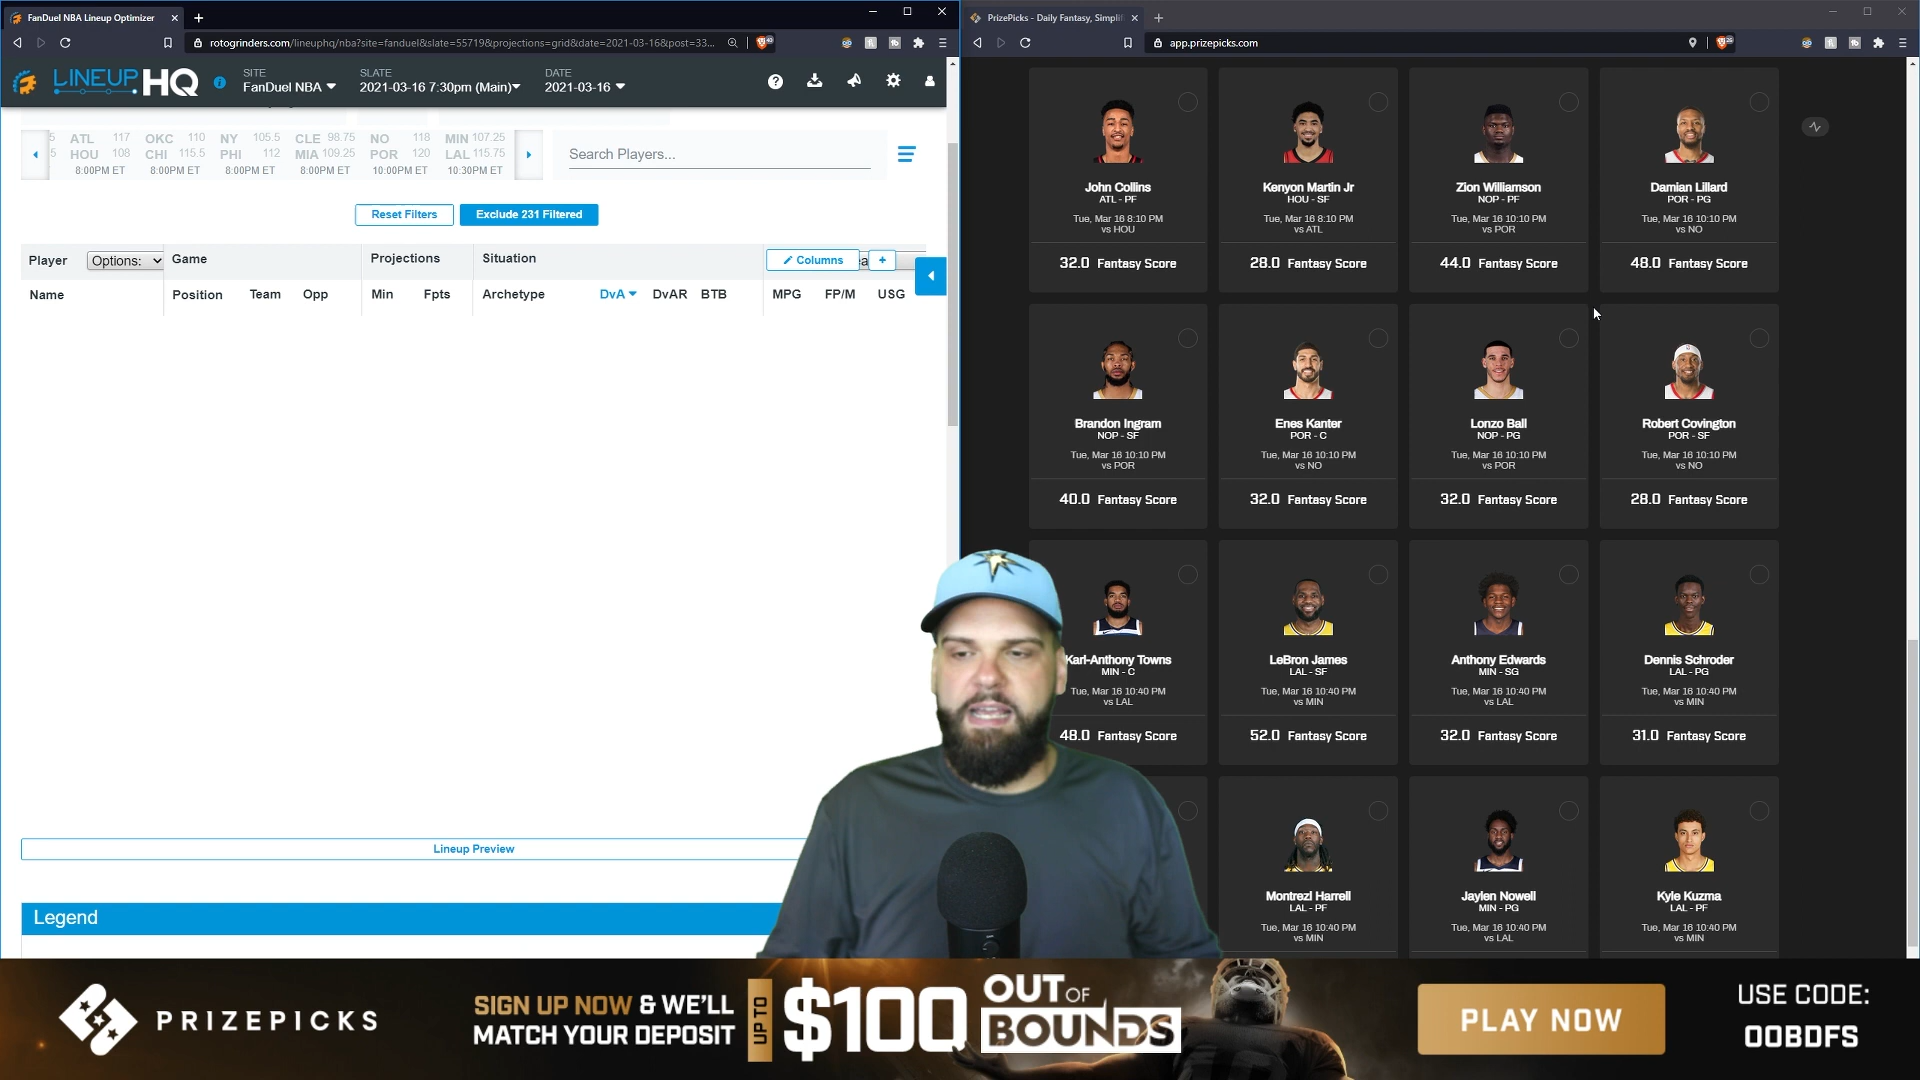 FanDuel NBA Lineup Optimizer
rotogrinders.com/lineuphq/nba?site=fanduel&slate=55719&projections=grid&date=2021-03-16&post=33...
LINEUPHQ
SITE
FanDuel NBA
SLATE
2021-03-16 7:30pm (Main)
DATE
2021-03-16
5
5
ATL 117
HOU 108
8:00PM ET
OKC 110
CHI 115.5
8:00PM ET
NY 105.5
PHI 112
8:00PM ET
CLE 98.75
MIA 109.25
8:00PM ET
NO 118
POR 120
10:00PM ET
MIN 107.25
LAL 115.75
10:30PM ET
Search Players...
Reset Filters
Exclude 231 Filtered
Player
Options:
Game
Projections
Situation
Columns
+
ea
Name
Position
Team
Opp
Min
Fpts
Archetype
DvA
DvAR
BTB
MPG
FP/M
USG
Lineup Preview
Legend
PrizePicks - Daily Fantasy, Simplif
app.prizepicks.com
John Collins
ATL - PF
Tue, Mar 16 8:10 PM
vs HOU
32.0 Fantasy Score
Kenyon Martin Jr
HOU - SF
Tue, Mar 16 8:10 PM
vs ATL
28.0 Fantasy Score
Zion Williamson
NOP - PF
Tue, Mar 16 10:10 PM
vs POR
44.0 Fantasy Score
Damian Lillard
POR - PG
Tue, Mar 16 10:10 PM
vs NO
48.0 Fantasy Score
Brandon Ingram
NOP - SF
Tue, Mar 16 10:10 PM
vs POR
40.0 Fantasy Score
Enes Kanter
POR - C
Tue, Mar 16 10:10 PM
vs NO
32.0 Fantasy Score
Lonzo Ball
NOP - PG
Tue, Mar 16 10:10 PM
vs POR
32.0 Fantasy Score
Robert Covington
POR - SF
Tue, Mar 16 10:10 PM
vs NO
28.0 Fantasy Score
Karl-Anthony Towns
MIN - C
Tue, Mar 16 10:40 PM
vs LAL
48.0 Fantasy Score
LeBron James
LAL - SF
Tue, Mar 16 10:40 PM
vs MIN
52.0 Fantasy Score
Anthony Edwards
MIN - SG
Tue, Mar 16 10:40 PM
vs LAL
32.0 Fantasy Score
Dennis Schroder
LAL - PG
Tue, Mar 16 10:40 PM
vs MIN
31.0 Fantasy Score
Montrezl Harrell
LAL - PF
Tue, Mar 16 10:40 PM
vs MIN
Jaylen Nowell
MIN - PG
Tue, Mar 16 10:40 PM
vs LAL
Kyle Kuzma
LAL - PF
Tue, Mar 16 10:40 PM
vs MIN
PRIZEPICKS
SIGN UP NOW & WE'LL
MATCH YOUR DEPOSIT
UP TO
$100
OUT OF
BOUNDS
PLAY NOW
USE CODE:
OOBDFS